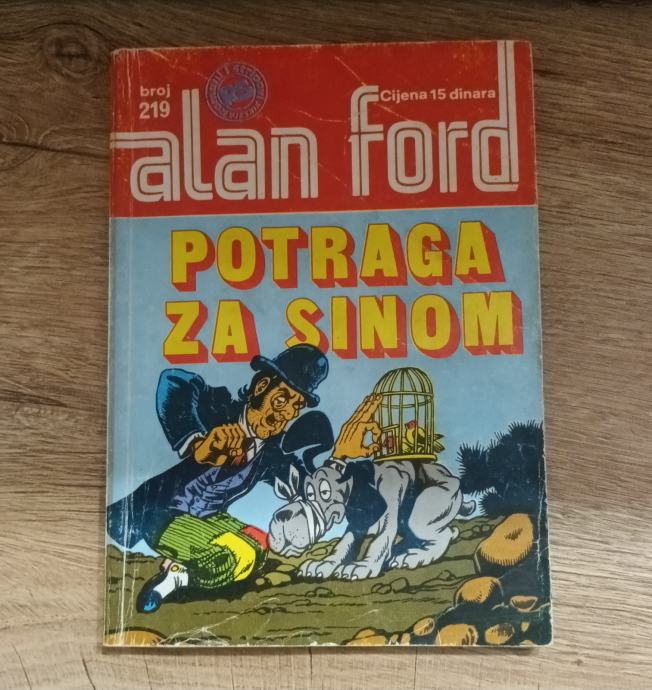 broj
219
Cijena 15 dinara
alan ford
POTRAGA
ZA SINOM